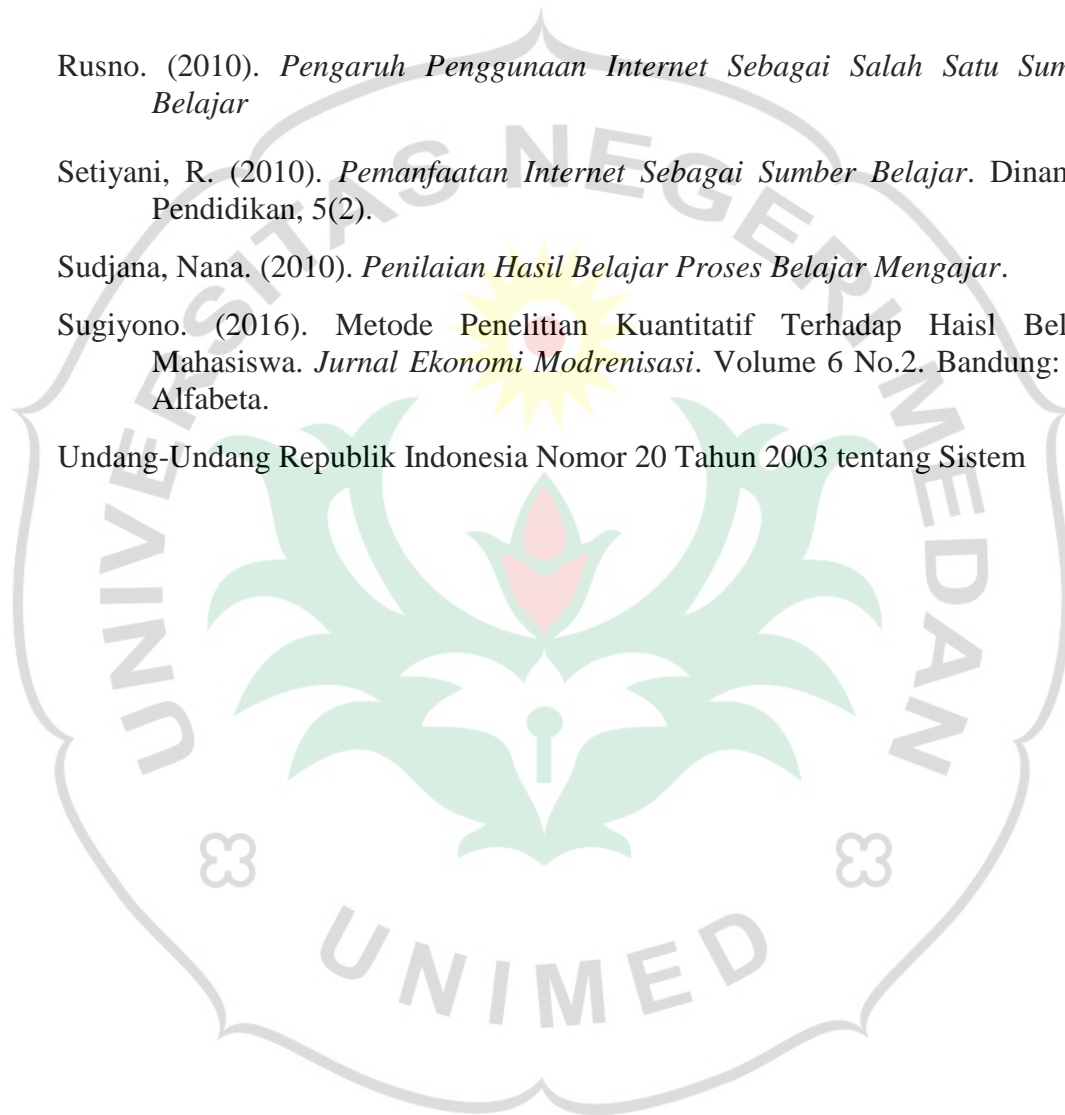 Rusno. (2010). Pengaruh Penggunaan Internet Sebagai Salah Satu Sum
Belajar
Setiyani, R. (2010). Pemanfaatan Internet Sebagai Sumber Belajar. Dinan
Pendidikan, 5(2).
Sudjana, Nana. (2010). Penilaian Hasil Belajar Proses Belajar Mengajar.
Sugiyono. (2016). Metode Penelitian Kuantitatif Terhadap Haisl Bel
Mahasiswa. Jurnal Ekonomi Modrenisasi. Volume 6 No.2. Bandung:
Alfabeta.
Undang-Undang Republik Indonesia Nomor 20 Tahun 2003 tentang Sistem
UNIVERSITAS NEGERI MEDAN
UNIMED